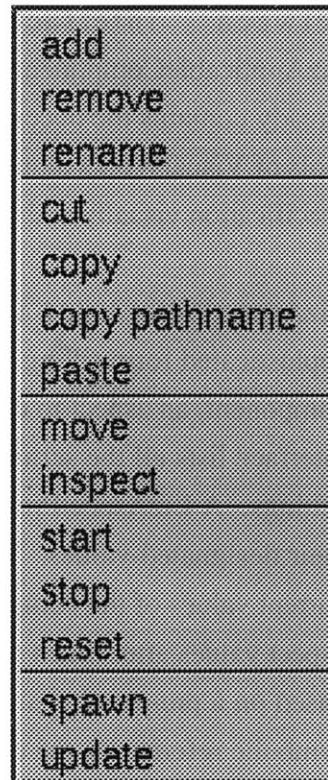 add
remove
rename
cut
copy
copy pathname
paste
move
inspect
start
stop
reset
spawn
update